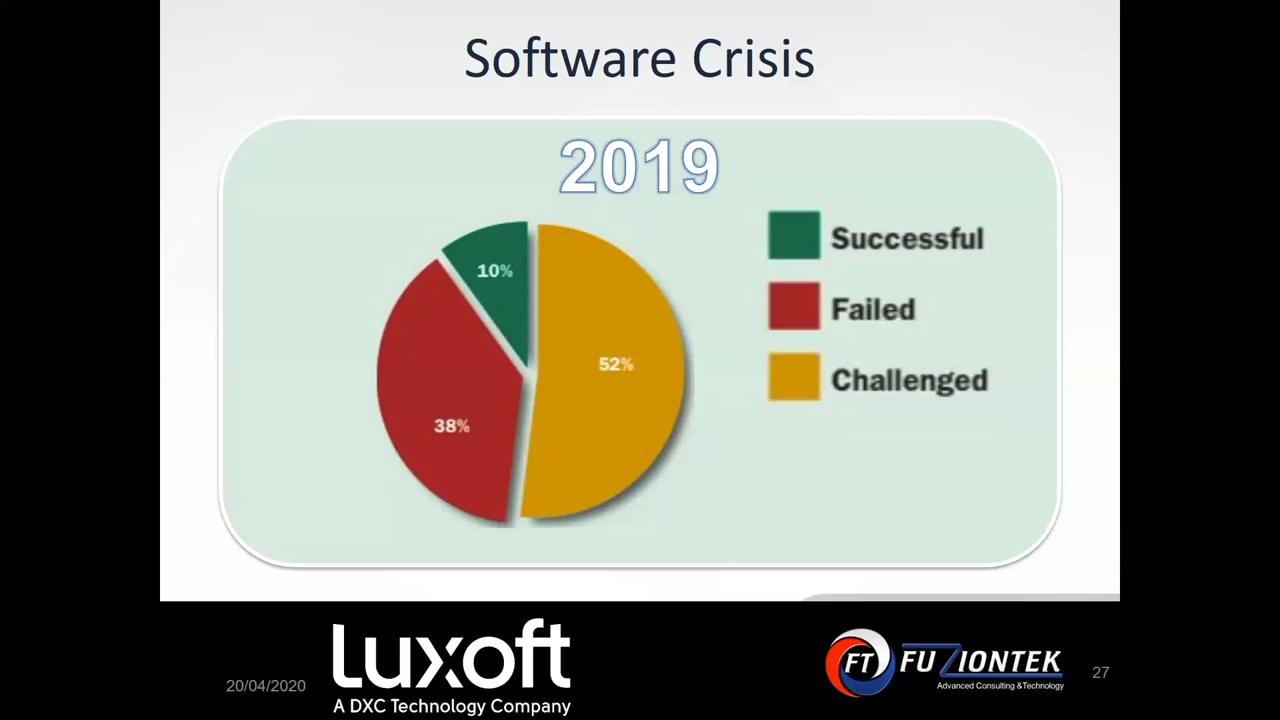 Software Crisis
2019
Successful
Failed
Challenged
10%
52%
38%
20/04/2020
Luxoft
A DXC Technology Company
FT
FUZIONTEK
Advanced Consulting &Technology
27